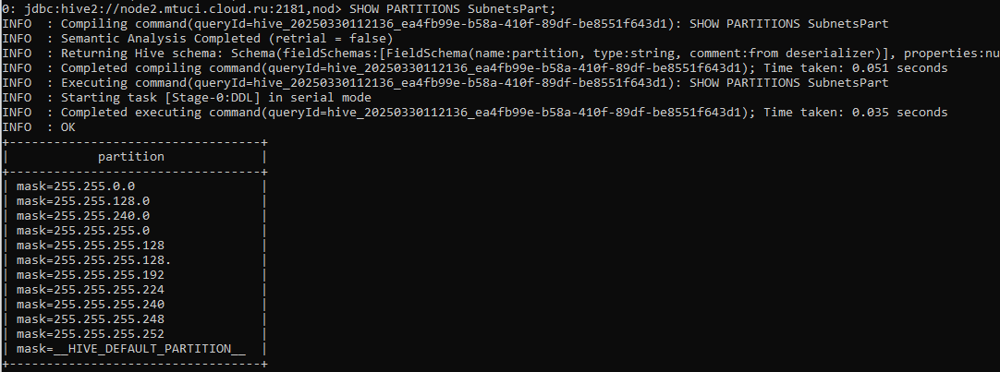 0: jdbc:hive2://node2.mtuci.cloud.ru:2181,nod> SHOW PARTITIONS SubnetsPart;
INFO  : Compiling command(queryId=hive_20250330112136_ea4fb99e-b58a-410f-89df-be8551f643d1): SHOW PARTITIONS SubnetsPart
INFO  : Semantic Analysis Completed (retrial = false)
INFO  : Returning Hive schema: Schema(fieldSchemas:[FieldSchema(name:partition, type:string, comment:from deserializer)], properties:nu
INFO  : Completed compiling command(queryId=hive_20250330112136_ea4fb99e-b58a-410f-89df-be8551f643d1); Time taken: 0.051 seconds
INFO  : Executing command(queryId=hive_20250330112136_ea4fb99e-b58a-410f-89df-be8551f643d1): SHOW PARTITIONS SubnetsPart
INFO  : Starting task [Stage-0:DDL] in serial mode
INFO  : Completed executing command(queryId=hive_20250330112136_ea4fb99e-b58a-410f-89df-be8551f643d1); Time taken: 0.035 seconds
INFO  : OK
+----------------------------------+
|            partition             |
+----------------------------------+
| mask=255.255.0.0                 |
| mask=255.255.128.0               |
| mask=255.255.240.0               |
| mask=255.255.255.0               |
| mask=255.255.255.128             |
| mask=255.255.255.128.            |
| mask=255.255.255.192             |
| mask=255.255.255.224             |
| mask=255.255.255.240             |
| mask=255.255.255.248             |
| mask=255.255.255.252             |
| mask=__HIVE_DEFAULT_PARTITION__  |
+----------------------------------+